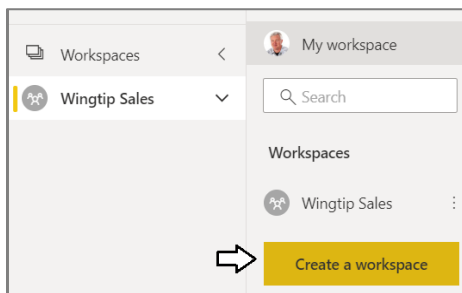 Workspaces
Wingtip Sales
My workspace
Search
Workspaces
Wingtip Sales
Create a workspace